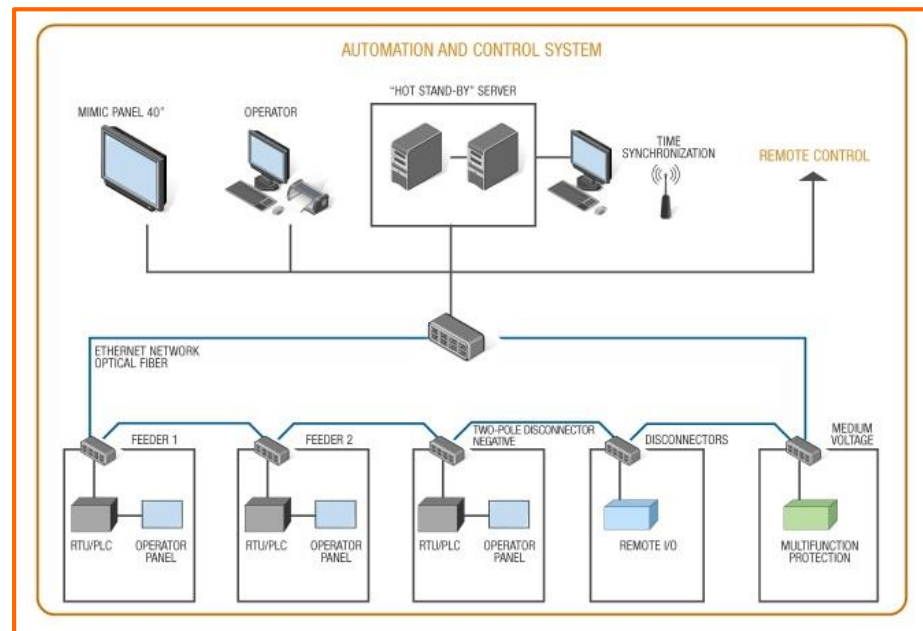 AUTOMATION AND CONTROL SYSTEM
"HOT STAND-BY" SERVER
MIMIC PANEL 40"
OPERATOR
TIME
SYNCHRONIZATION
REMOTE CONTROL
ETHERNET NETWORK
OPTICAL FIBER
FEEDER 1
FEEDER 2
TWO-POLE DISCONNECTOR
NEGATIVE
DISCONNECTORS
MEDIUM
VOLTAGE
RTU/PLC
OPERATOR
PANEL
RTU/PLC
OPERATOR
PANEL
RTU/PLC
OPERATOR
PANEL
REMOTE I/O
MULTIFUNCTION
PROTECTION